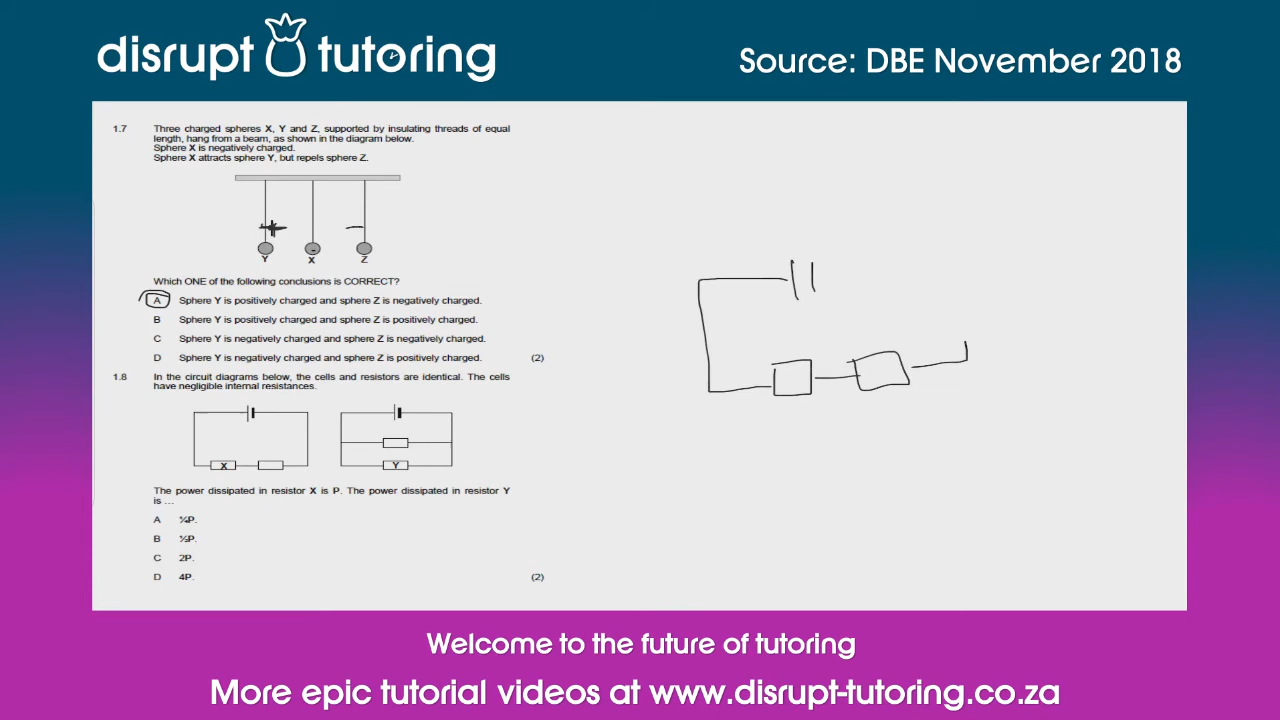 disrupt tutoring
Source: DBE November 2018
1.7 Three charged spheres X, Y and Z, supported by insulating threads of equal
length, hang from a beam, as shown in the diagram below.
Sphere X is negatively charged.
Sphere X attracts sphere Y, but repels sphere Z.
+ - -
Y X Z
Which ONE of the following conclusions is CORRECT?
A Sphere Y is positively charged and sphere Z is negatively charged.
B Sphere Y is positively charged and sphere Z is positively charged.
C Sphere Y is negatively charged and sphere Z is negatively charged.
D Sphere Y is negatively charged and sphere Z is positively charged. (2)
1.8 In the circuit diagrams below, the cells and resistors are identical. The cells
have negligible internal resistances.
X Y
The power dissipated in resistor X is P. The power dissipated in resistor Y
is ...
A ¼P.
B ½P.
C 2P.
D 4P. (2)
Welcome to the future of tutoring
More epic tutorial videos at www.disrupt-tutoring.co.za